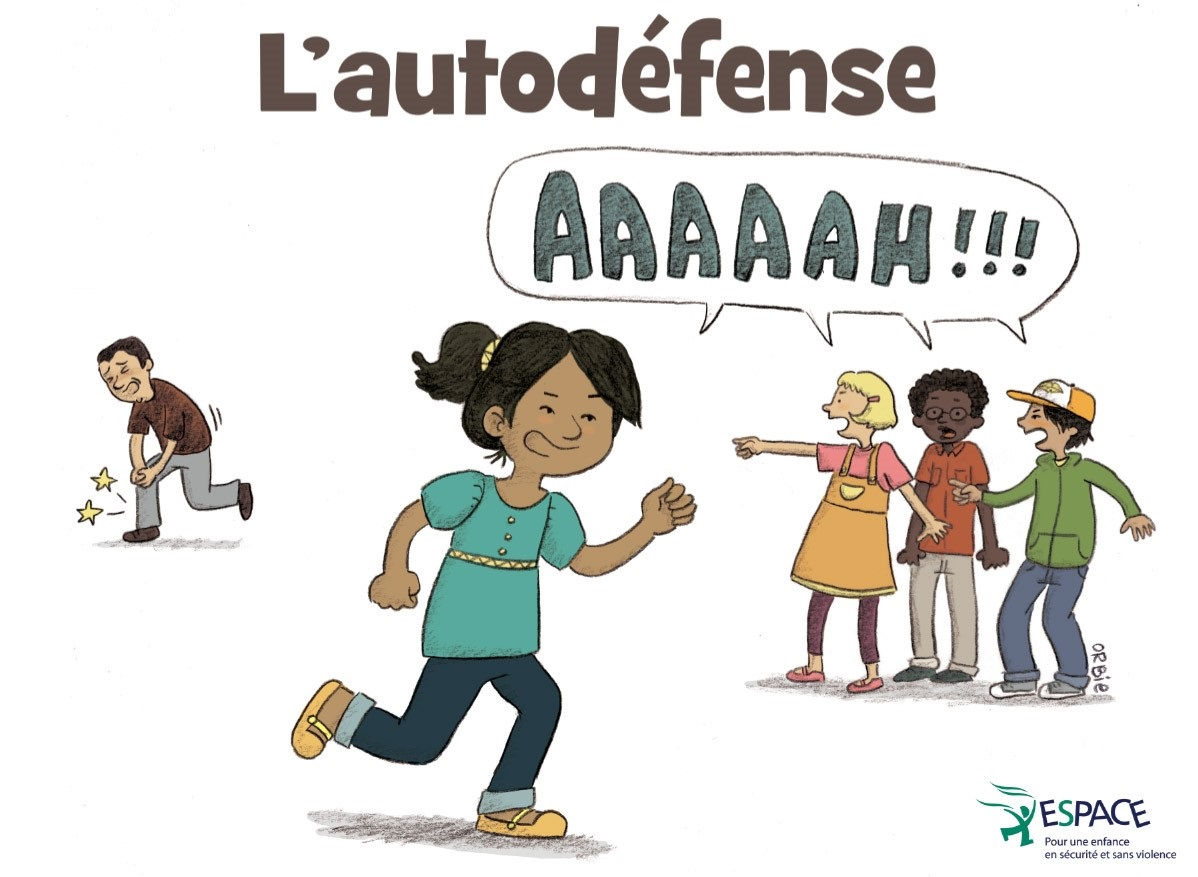 L'autodéfense
AAAAAH!!!
ORBiE
ESPACE
Pour une enfance
en sécurité et sans violence